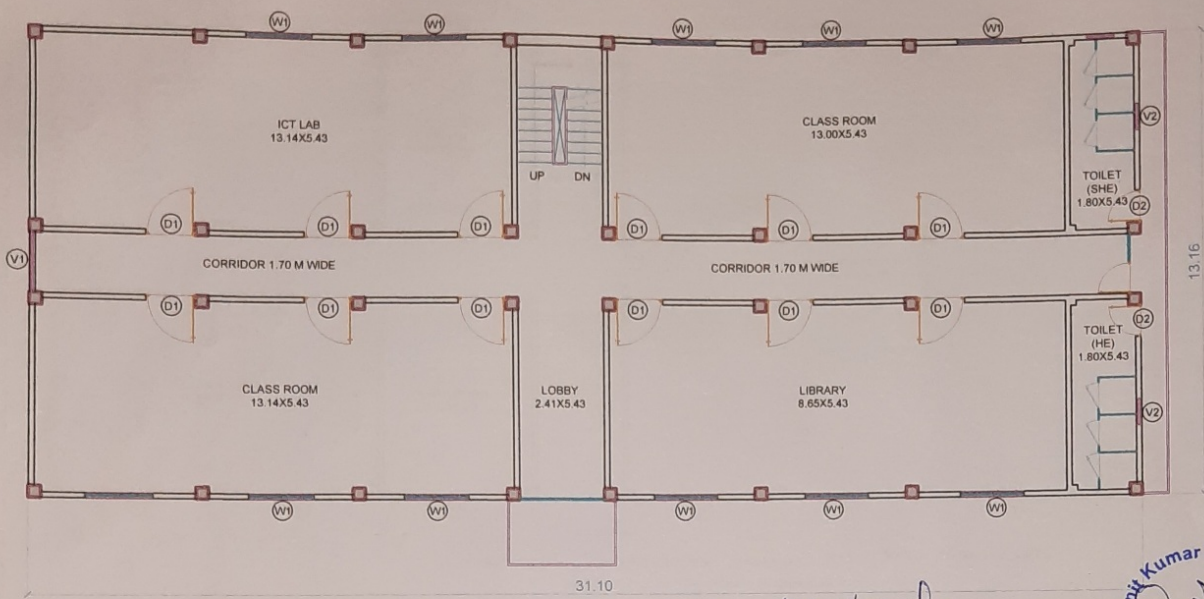 W1 W1 W1 W1 W1
ICT LAB
13.14X5.43
CLASS ROOM
13.00X5.43
V2
UP DN
TOILET
(SHE)
1.80X5.43
D2
D1 D1 D1 D1 D1 D1
V1
CORRIDOR 1.70 M WIDE
CORRIDOR 1.70 M WIDE
13.16
D1 D1 D1 D1 D1 D1
D2
TOILET
(HE)
1.80X5.43
CLASS ROOM
13.14X5.43
LOBBY
2.41X5.43
LIBRARY
8.65X5.43
V2
W1 W1 W1 W1 W1
31.10
Kumar